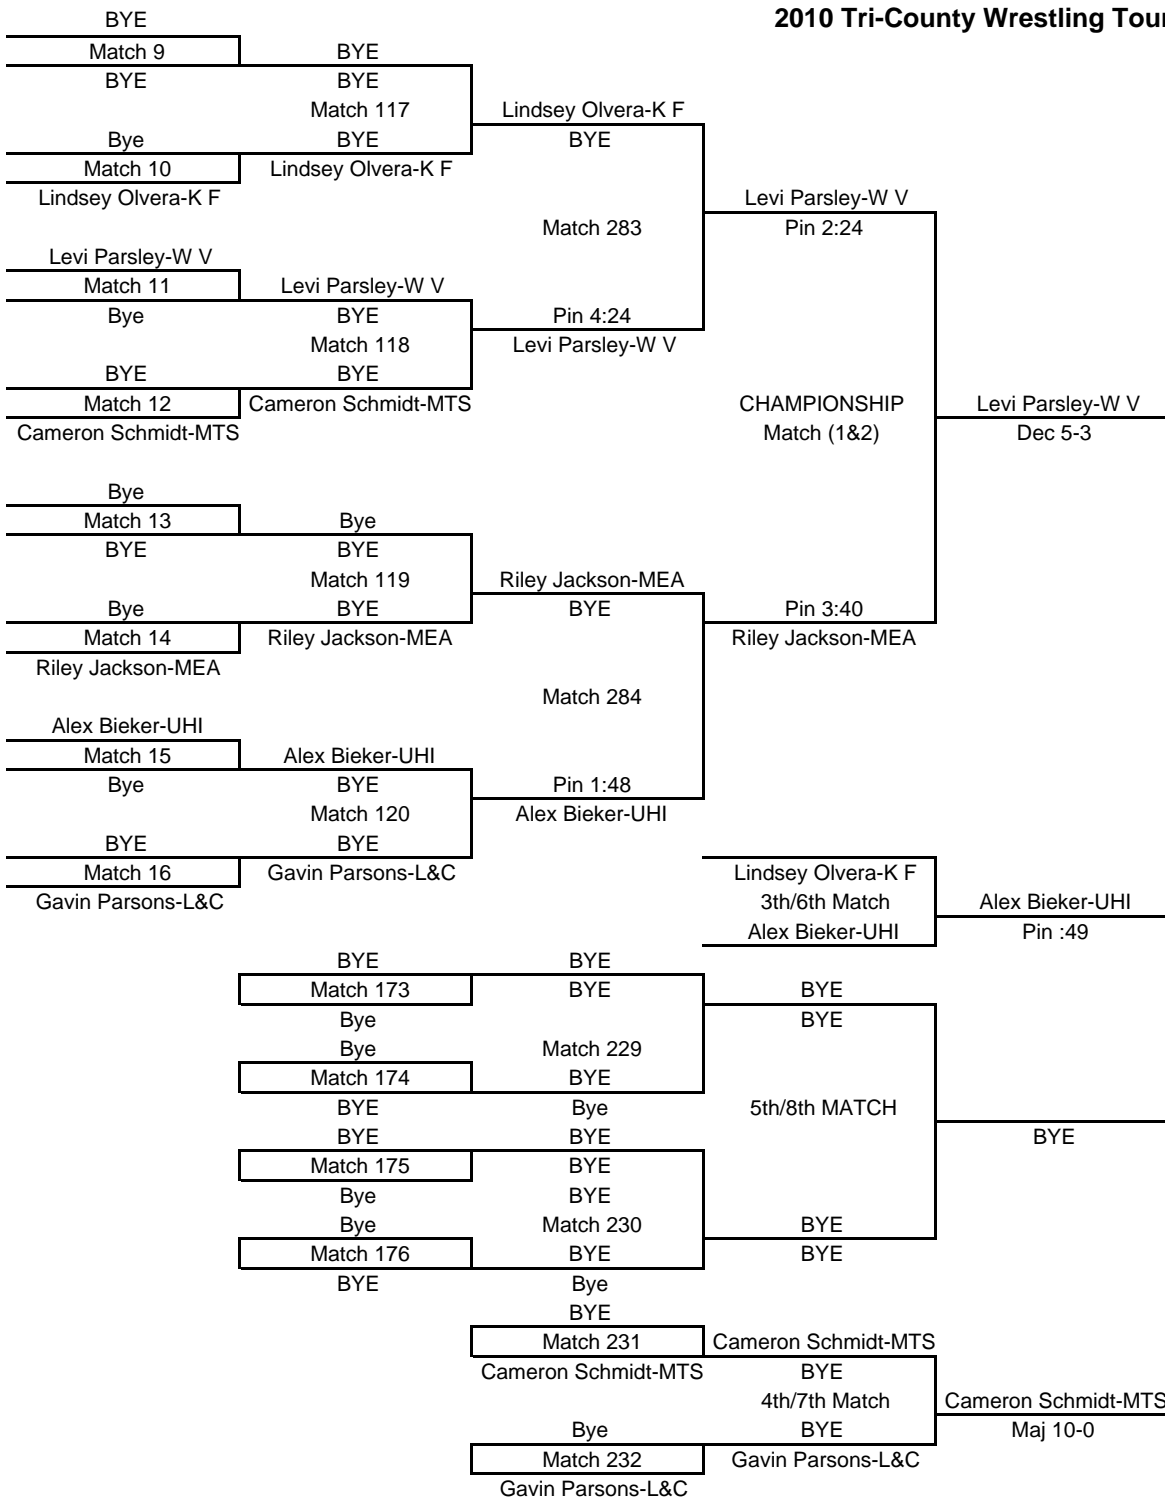 2010 Tri-County Wrestling Tour
BYE
Match 9 BYE
BYE BYE
Match 117 Lindsey Olvera-K F
Bye BYE BYE
Match 10 Lindsey Olvera-K F
Lindsey Olvera-K F Levi Parsley-W V
Match 283 Pin 2:24
Levi Parsley-W V
Match 11 Levi Parsley-W V
Bye BYE Pin 4:24
Match 118 Levi Parsley-W V
BYE BYE
Match 12 Cameron Schmidt-MTS CHAMPIONSHIP Levi Parsley-W V
Cameron Schmidt-MTS Match (1&2) Dec 5-3
Bye
Match 13 Bye
BYE BYE
Match 119 Riley Jackson-MEA
Bye BYE BYE Pin 3:40
Match 14 Riley Jackson-MEA Riley Jackson-MEA
Riley Jackson-MEA
Match 284
Alex Bieker-UHI
Match 15 Alex Bieker-UHI
Bye BYE Pin 1:48
Match 120 Alex Bieker-UHI
BYE BYE
Match 16 Gavin Parsons-L&C Lindsey Olvera-K F
Gavin Parsons-L&C 3th/6th Match Alex Bieker-UHI
Alex Bieker-UHI Pin :49
BYE BYE
Match 173 BYE BYE
Bye BYE
Bye Match 229
Match 174 BYE
BYE Bye 5th/8th MATCH
BYE BYE BYE
Match 175 BYE
Bye BYE
Bye Match 230 BYE
Match 176 BYE BYE
BYE Bye
BYE
Match 231 Cameron Schmidt-MTS
Cameron Schmidt-MTS BYE
4th/7th Match Cameron Schmidt-MTS
Bye BYE Maj 10-0
Match 232 Gavin Parsons-L&C
Gavin Parsons-L&C